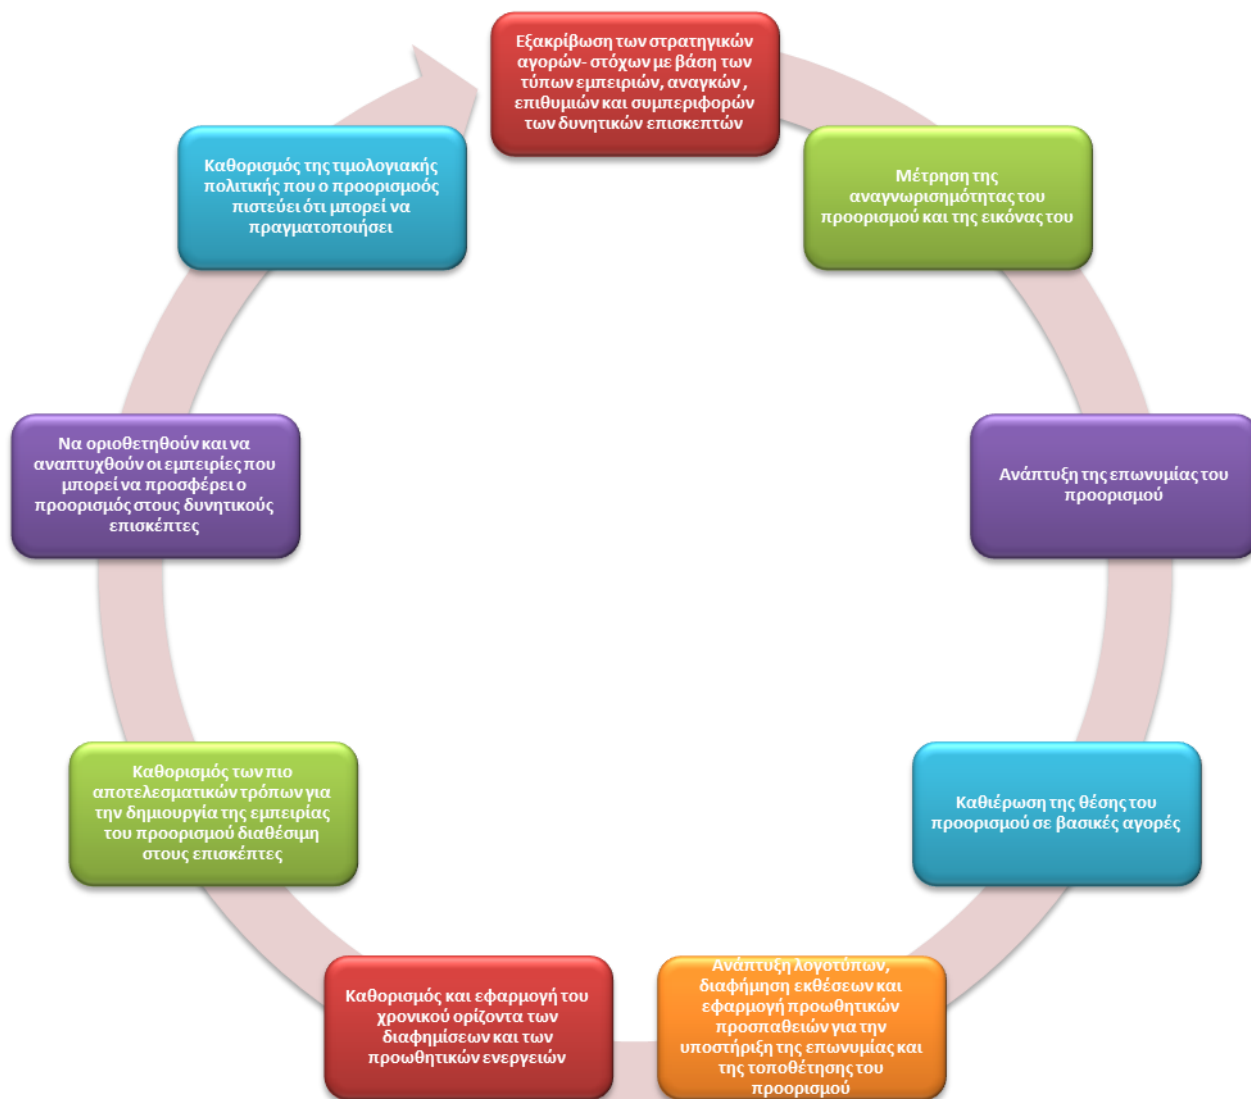 Εξακρίβωση των στρατηγικών
αγορών- στόχων με βάση των
τύπων εμπειριών, αναγκών ,
επιθυμιών και συμπεριφορών
των δυνητικών επισκεπτών
Μέτρηση της
αναγνωρισημότητας του
προορισμού και της εικόνας του
Ανάπτυξη της επωνυμίας του
προορισμού
Καθιέρωση της θέσης του
προορισμού σε βασικές αγορές
Ανάπτυξη λογοτύπων,
διαφήμηση εκθέσεων και
εφαρμογή προωθητικών
προσπαθειών για την
υποστήριξη της επωνυμίας και
της τοποθέτησης του
προορισμού
Καθορισμός και εφαρμογή του
χρονικού ορίζοντα των
διαφημίσεων και των
προωθητικών ενεργειών
Καθορισμός των πιο
αποτελεσματικών τρόπων για
την δημιουργία της εμπειρίας
του προορισμού διαθέσιμη
στους επισκέπτες
Να οριοθετηθούν και να
αναπτυχθούν οι εμπειρίες που
μπορεί να προσφέρει ο
προορισμός στους δυνητικούς
επισκέπτες
Καθορισμός της τιμολογιακής
πολιτικής που ο προορισμοός
πιστεύει ότι μπορεί να
πραγματοποιήσει